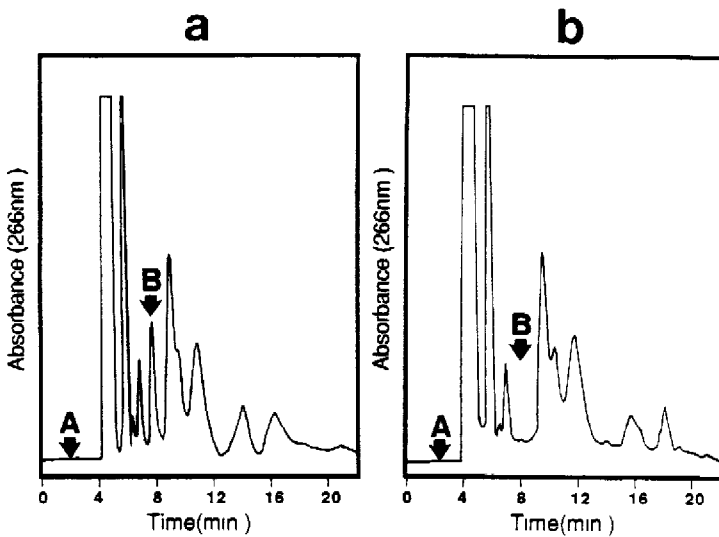 a
b
Absorbance (266nm)
A
B
0 4 8 12 16 20
Time(min)
Absorbance (266nm)
A
B
0 4 8 12 16 20
Time(min)